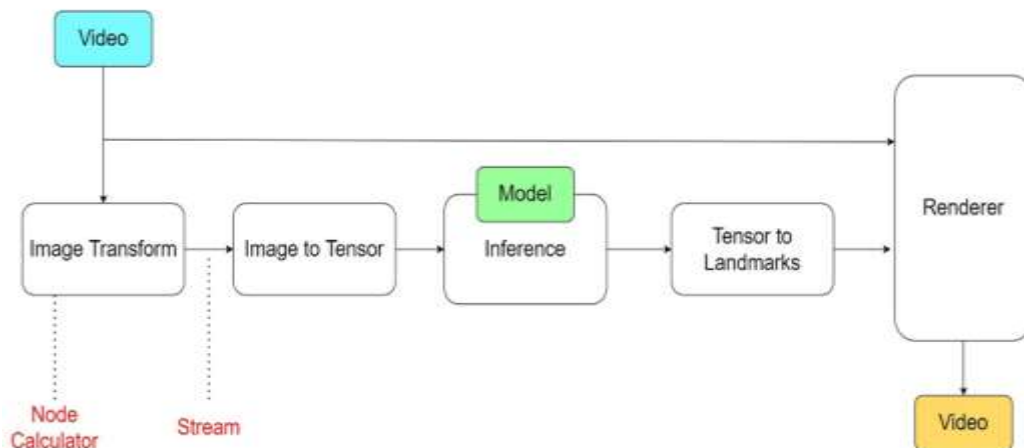 Video
Model
Renderer
Image Transform
Image to Tensor
Inference
Tensor to
Landmarks
Node
Calculator
Stream
Video